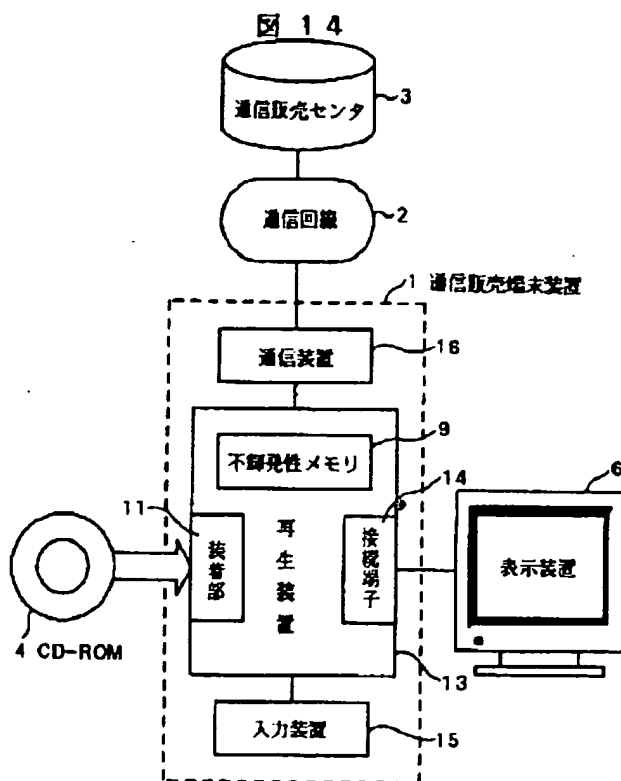 図 14
通信販売センタ
3
通信回線
2
1 通信販売端末装置
通信装置
16
不輝発性メモリ
9
14
6
11
装着部
再生装置
接続端子
表示装置
4 CD-ROM
13
入力装置
15